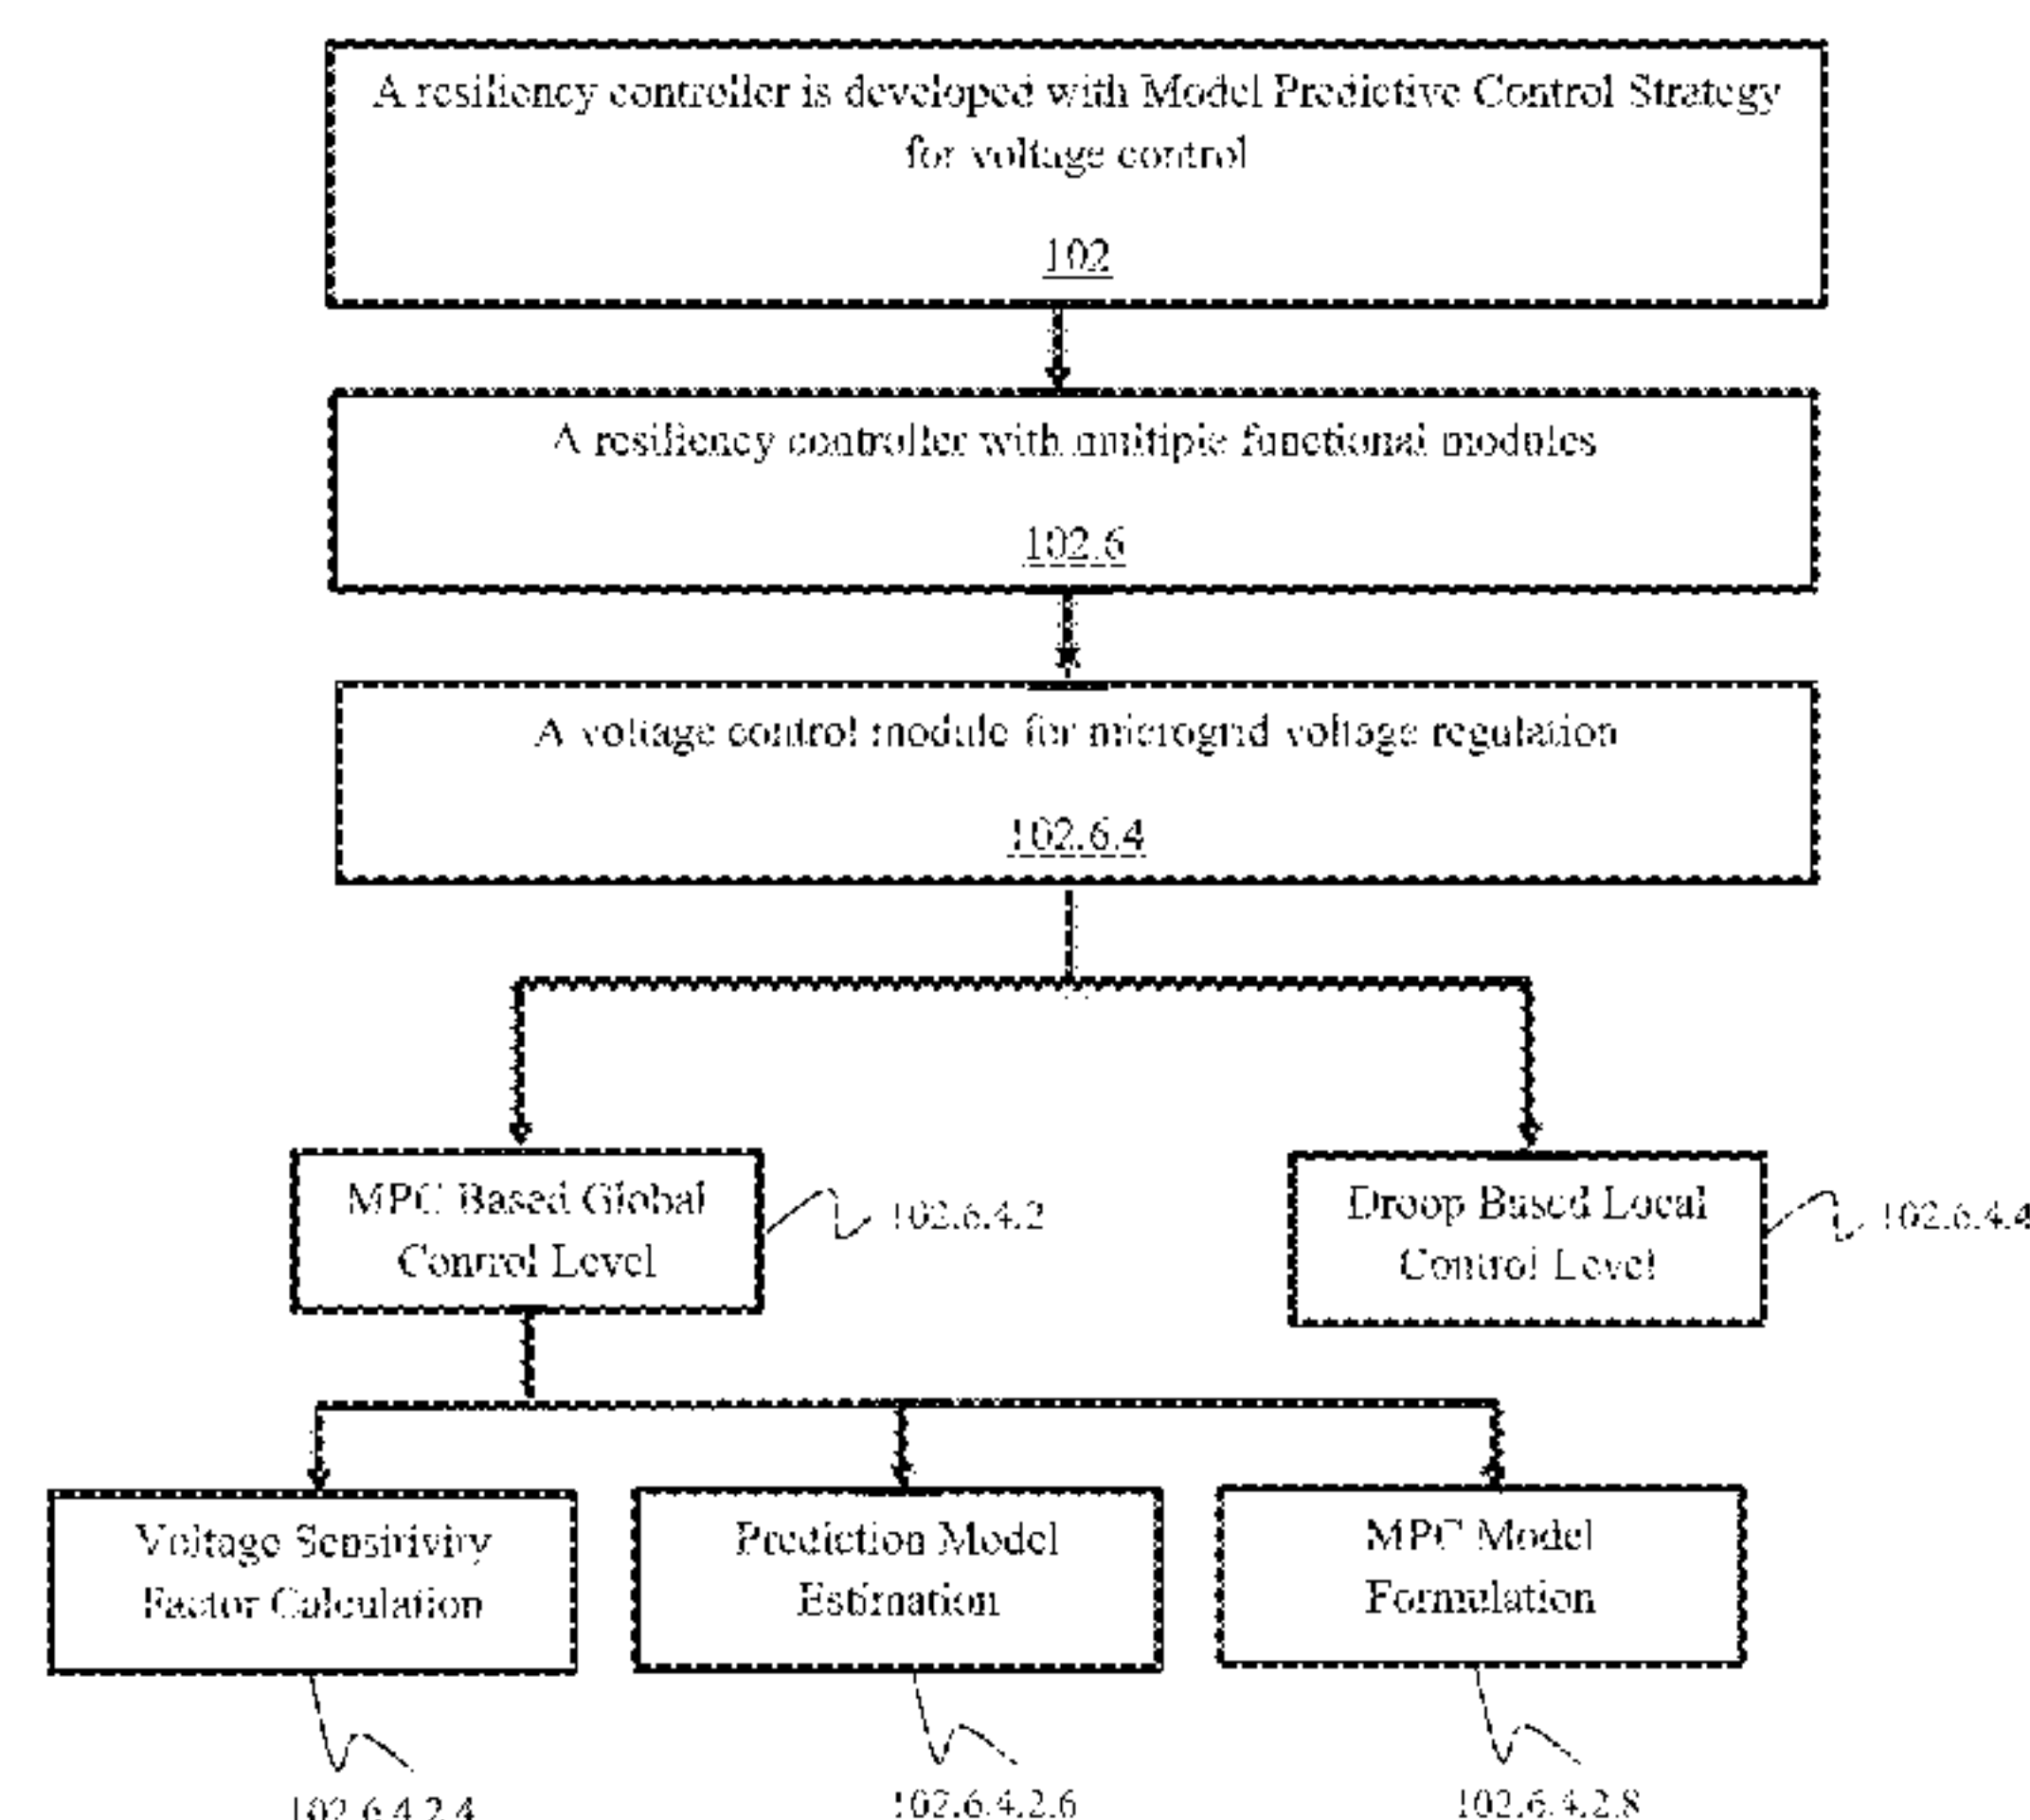 A resiliency controller is developed with Model Predictive Control Strategy
for voltage control
102
A resiliency controller with multiple functional modules
102.6
A voltage control module for microgrid voltage regulation
102.6.4
MPC Based Global
Control Level
102.6.4.2
Droop Based Local
Control Level
102.6.4.4
Voltage Sensitivity
Factor Calculation
Prediction Model
Estimation
MPC Model
Formulation
102.6.4.2.4
102.6.4.2.6
102.6.4.2.8